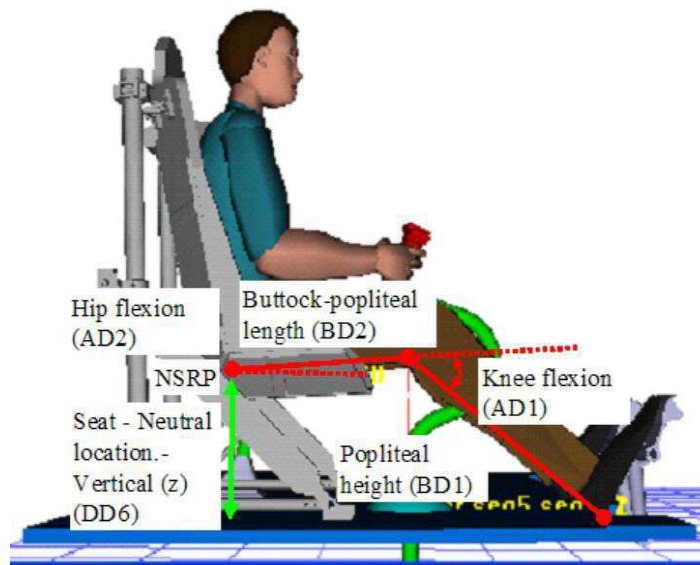 Hip flexion
(AD2)
Buttock-popliteal
length (BD2)
NSRP
Knee flexion
(AD1)
Seat - Neutral
location.-
Vertical (z)
(DD6)
Popliteal
height (BD1)